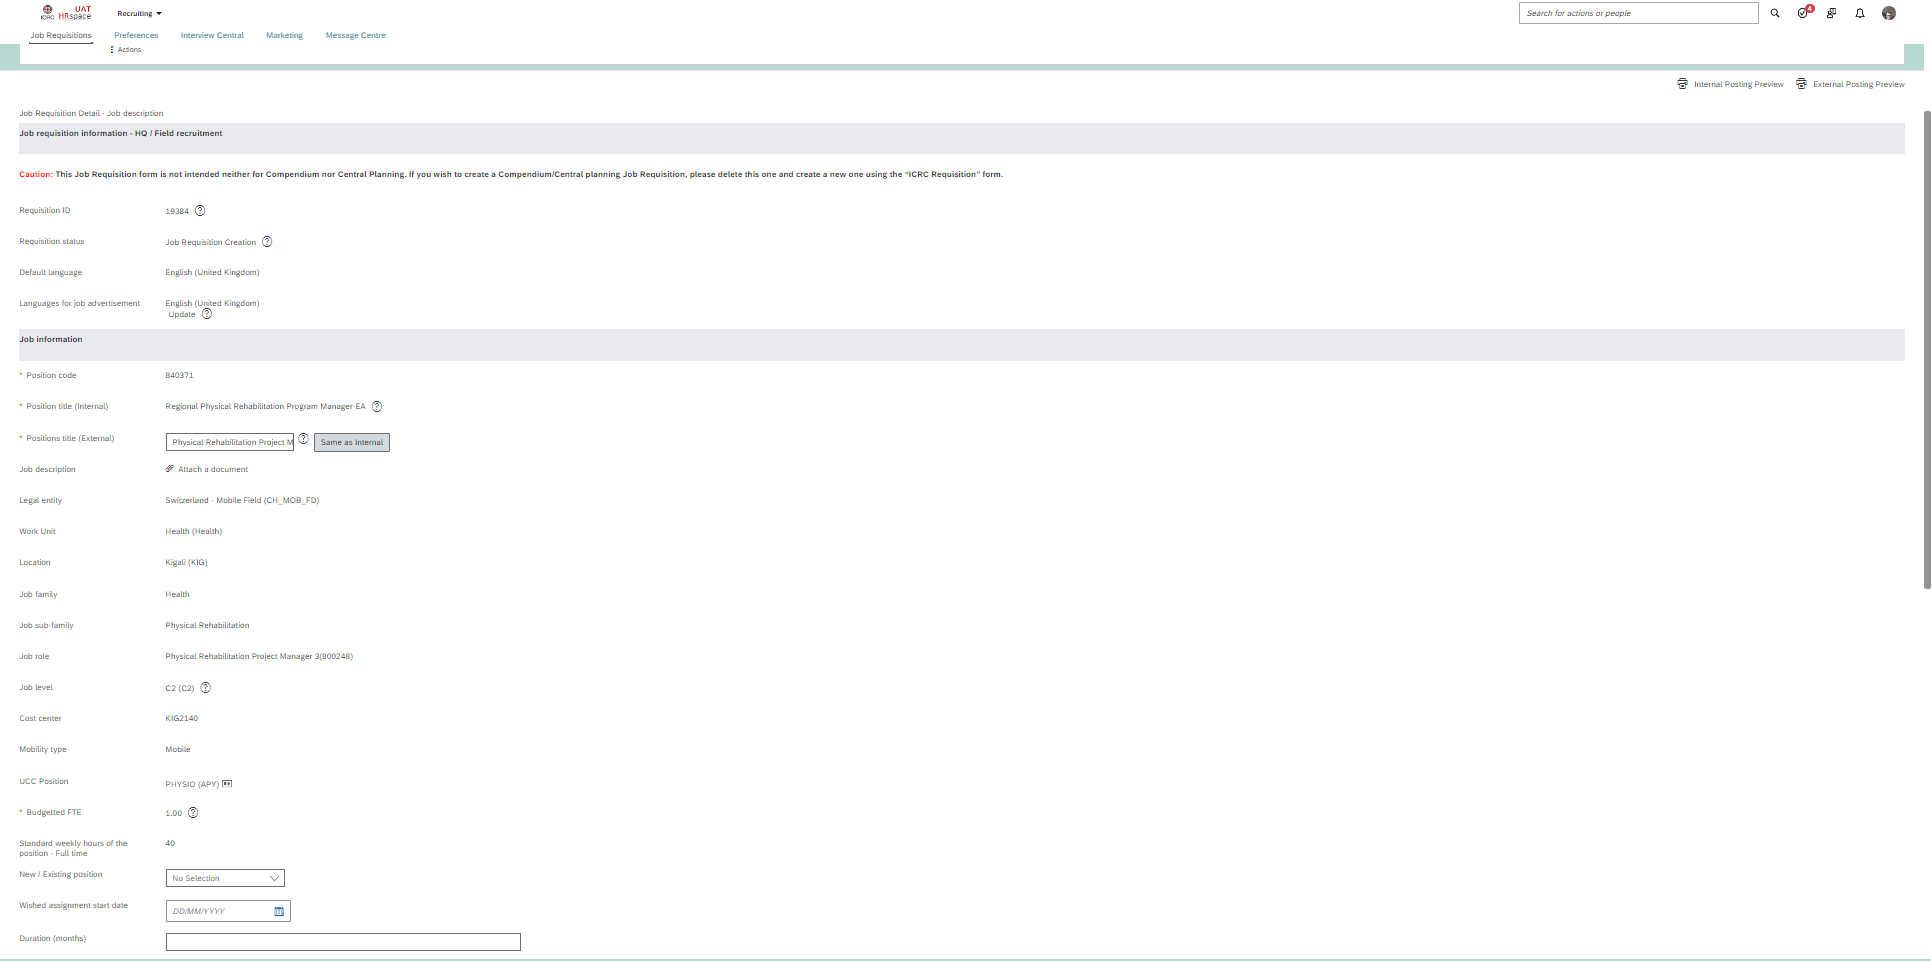 UAT
ICRC HRspace
Recruiting
Search for actions or people
4
Job Requisitions
Preferences
Interview Central
Marketing
Message Centre
Actions
Internal Posting Preview
External Posting Preview
Job Requisition Detail - Job description
Job requisition information - HQ / Field recruitment
Caution: This Job Requisition form is not intended neither for Compendium nor Central Planning. If you wish to create a Compendium/Central planning Job Requisition, please delete this one and create a new one using the "ICRC Requisition" form.
Requisition ID
19384
Requisition status
Job Requisition Creation
Default language
English (United Kingdom)
Languages for job advertisement
English (United Kingdom)
Update
Job information
* Position code
840371
* Position title (Internal)
Regional Physical Rehabilitation Program Manager-EA
* Positions title (External)
Physical Rehabilitation Project M
Same as Internal
Job description
Attach a document
Legal entity
Switzerland - Mobile Field (CH_MOB_FD)
Work Unit
Health (Health)
Location
Kigali (KIG)
Job family
Health
Job sub-family
Physical Rehabilitation
Job role
Physical Rehabilitation Project Manager 3(800248)
Job level
C2 (C2)
Cost center
KIG2140
Mobility type
Mobile
UCC Position
PHYSIO (APY)
* Budgetted FTE
1.00
Standard weekly hours of the
position - Full time
40
New / Existing position
No Selection
Wished assignment start date
DD/MM/YYYY
Duration (months)